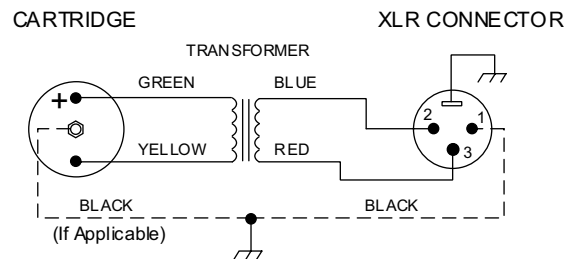 CARTRIDGE
XLR CONNECTOR
TRANSFORMER
GREEN
BLUE
+
2
1
3
YELLOW
RED
BLACK
BLACK
(If Applicable)